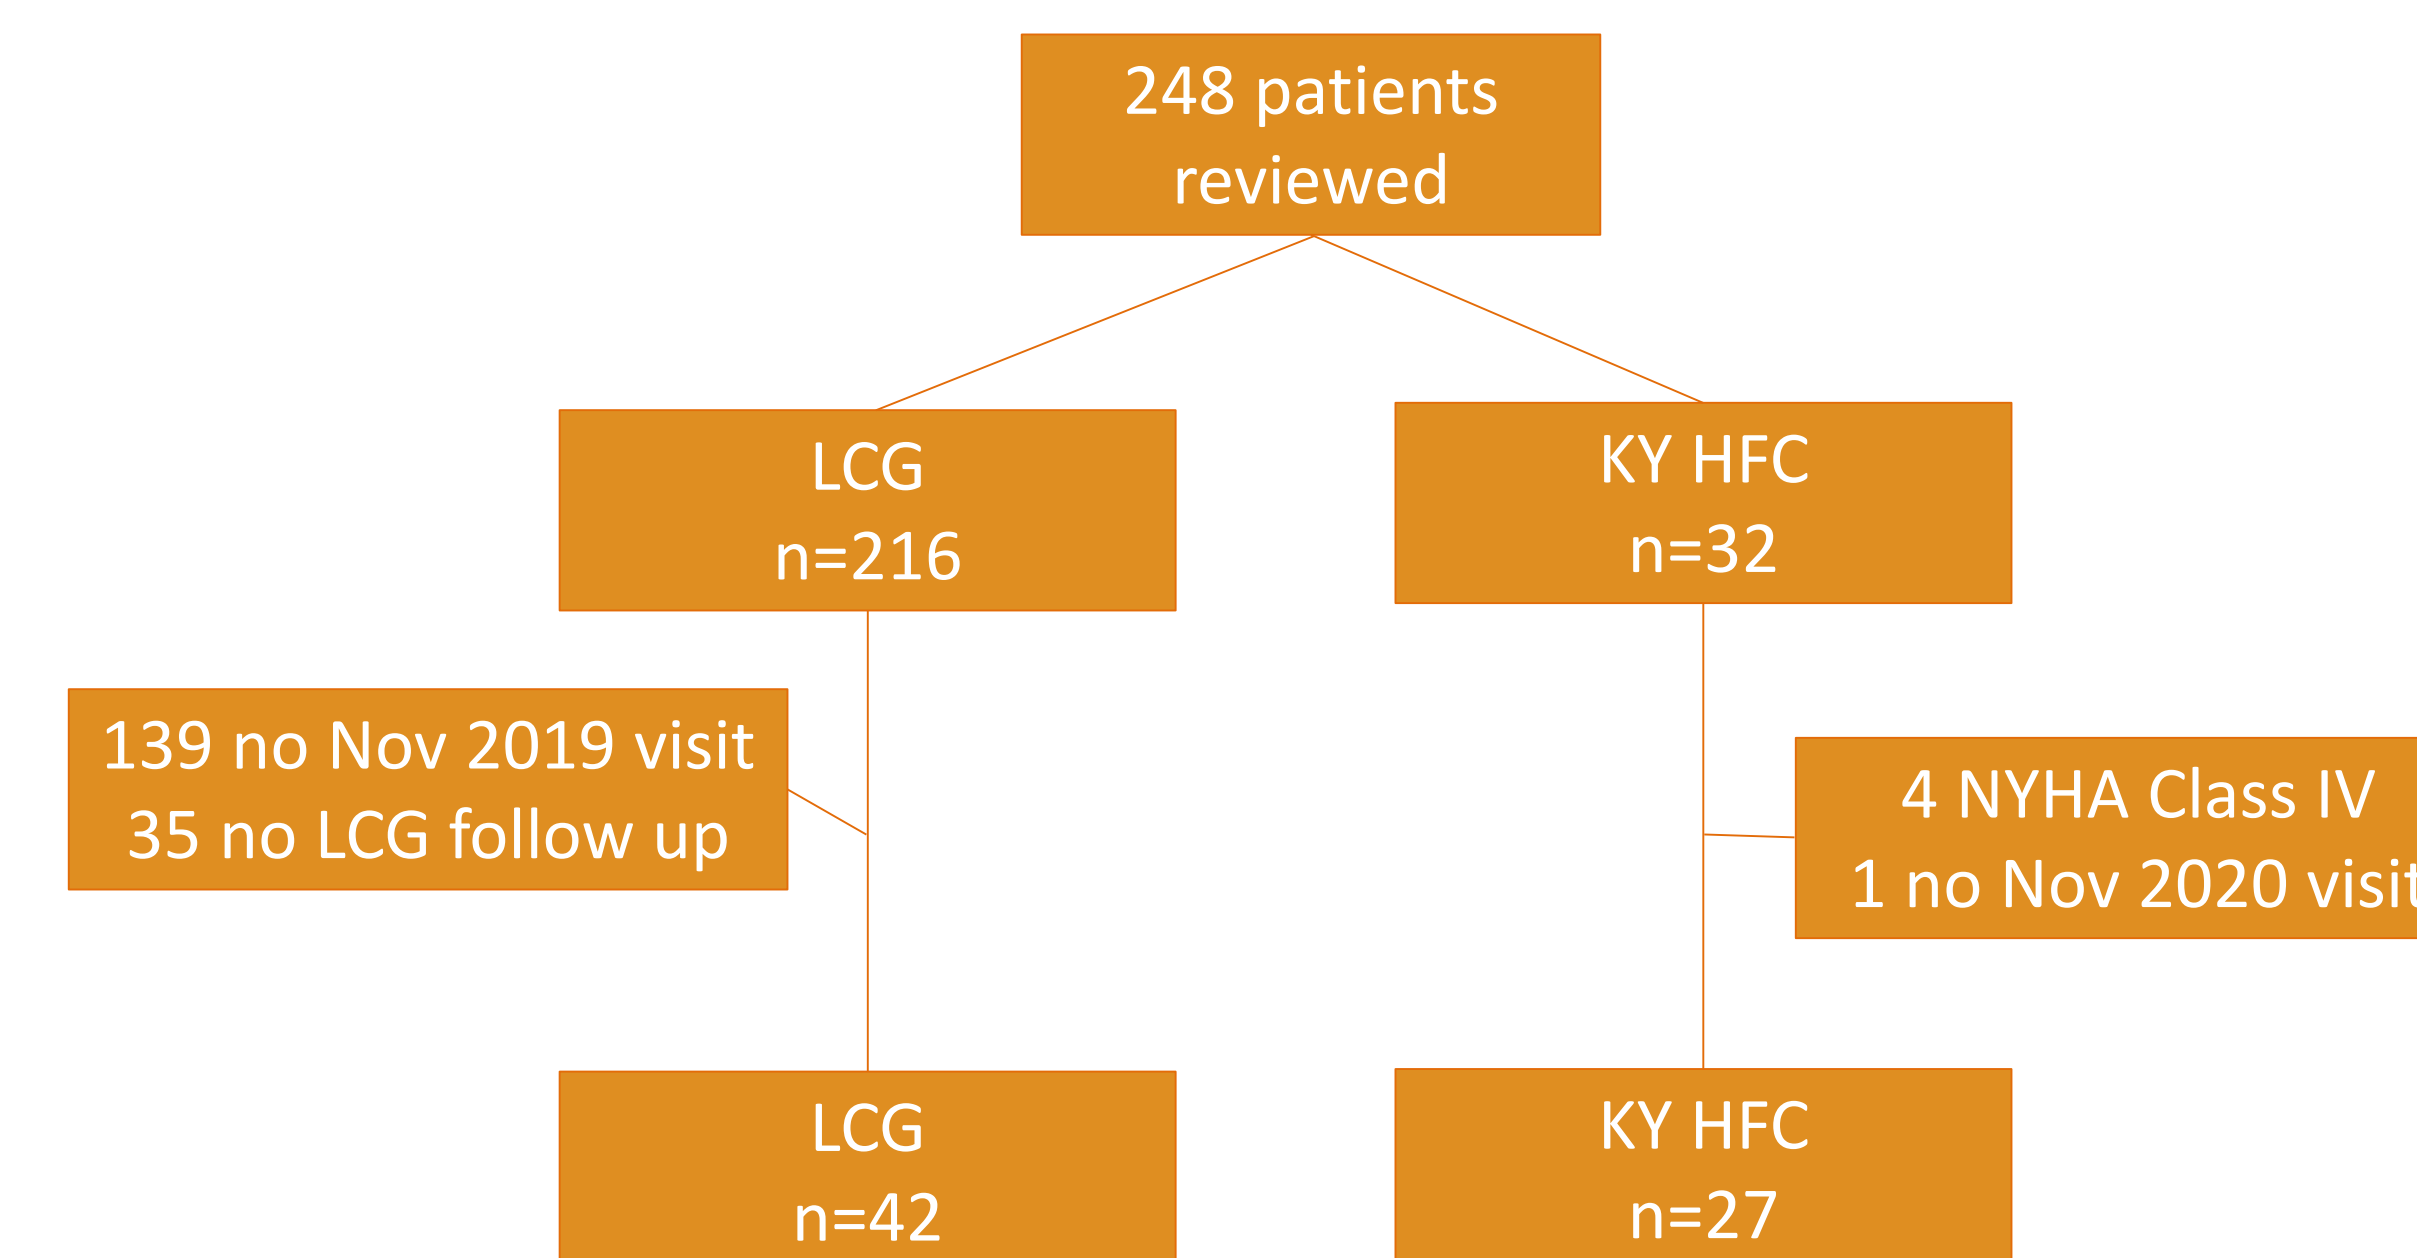 248 patients
reviewed
LCG
n=216
KY HFC
n=32
139 no Nov 2019 visit
35 no LCG follow up
4 NYHA Class IV
1 no Nov 2020 visit
LCG
n=42
KY HFC
n=27